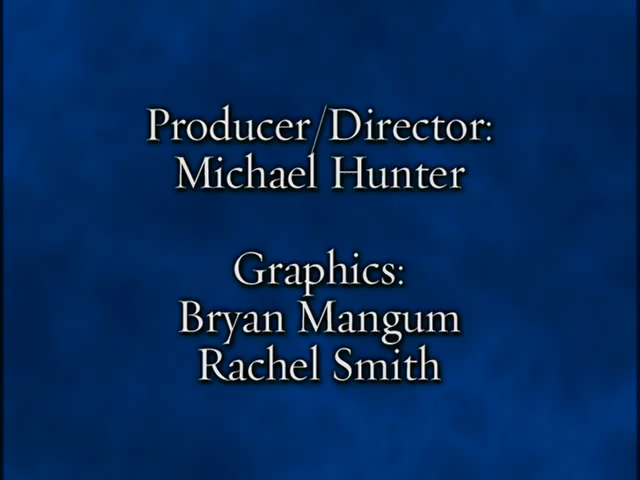 Producer/Director:
Michael Hunter
Graphics:
Bryan Mangum
Rachel Smith